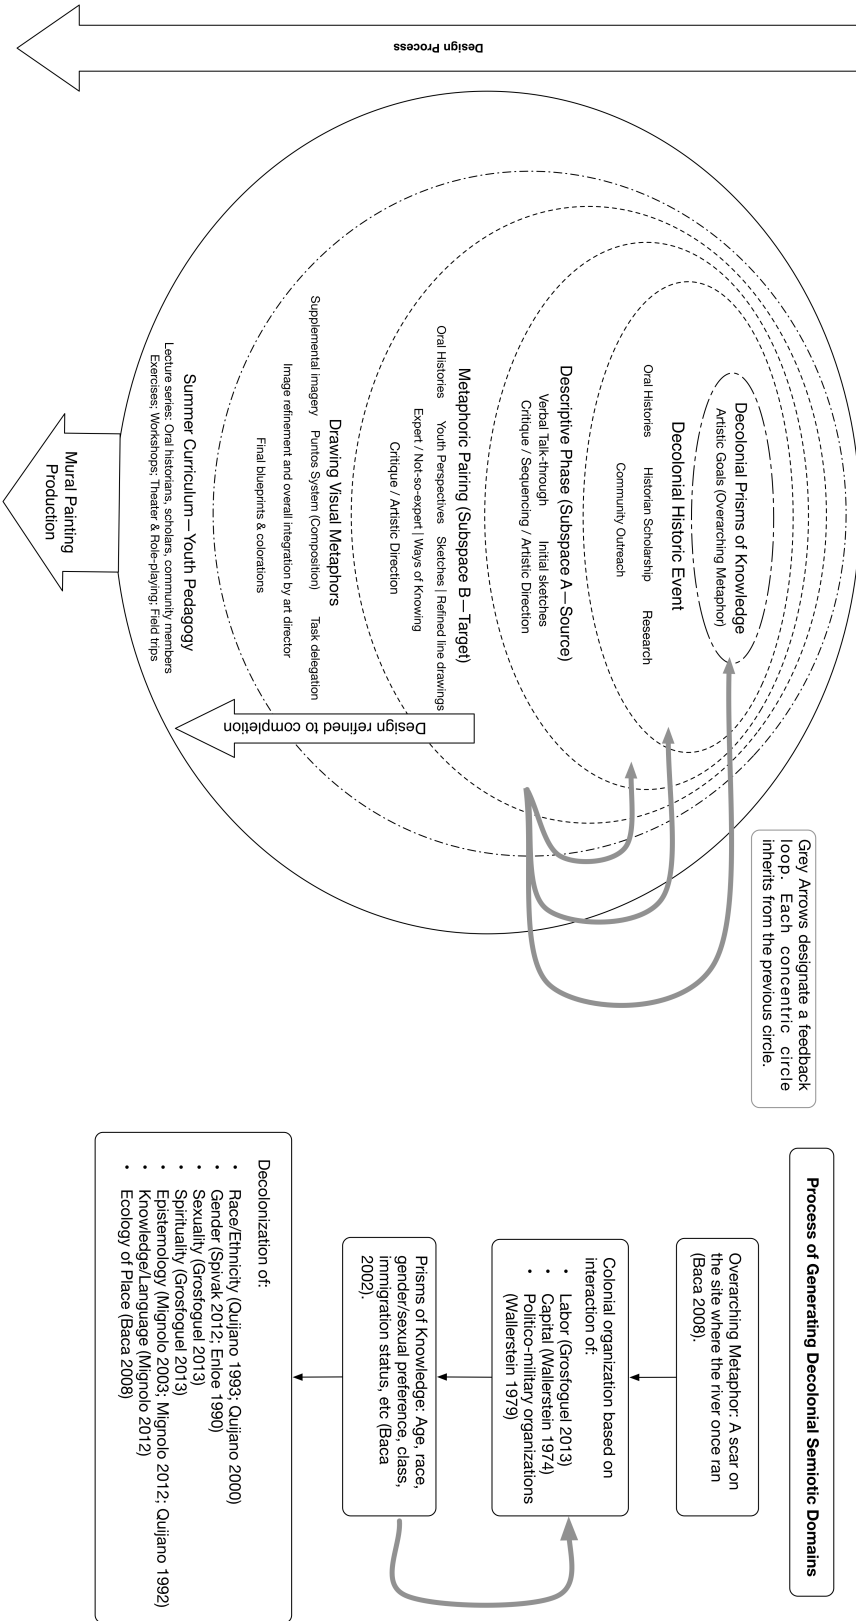 Design Process
Decolonial Prisms of Knowledge
Artistic Goals (Overarching Metaphor)
Decolonial Historic Event
Oral Histories Historian Scholarship Research
Community Outreach
Descriptive Phase (Subspace A—Source)
Verbal Talk-through Initial sketches
Critique / Sequencing / Artistic Direction
Metaphoric Pairing (Subspace B—Target)
Oral Histories Youth Perspectives Sketches | Refined line drawings
Expert / Not-so-expert | Ways of Knowing
Critique / Artistic Direction
Drawing Visual Metaphors
Supplemental imagery Puntos System (Composition) Task delegation
Image refinement and overall integration by art director
Final blueprints & colorations
Summer Curriculum—Youth Pedagogy
Lecture series: Oral historians, scholars, community members
Exercises; Workshops; Theater & Role-playing; Field trips
Mural Painting
Production
Design refined to completion
Grey Arrows designate a feedback
loop. Each concentric circle
inherits from the previous circle.
Process of Generating Decolonial Semiotic Domains
Overarching Metaphor: A scar on
the site where the river once ran
(Baca 2008).
Colonial organization based on
interaction of:
• Labor (Grosfoguel 2013)
• Capital (Wallerstein 1974)
• Politico-military organizations
(Wallerstein 1979)
Prisms of Knowledge: Age, race,
gender/sexual preference, class,
immigration status, etc (Baca
2002).
Decolonization of:
• Race/Ethnicity (Quijano 1993; Quijano 2000)
• Gender (Spivak 2012; Enloe 1990)
• Sexuality (Grosfoguel 2013)
• Spirituality (Grosfoguel 2013)
• Epistemology (Mignolo 2003; Mignolo 2012; Quijano 1992)
• Knowledge/Language (Mignolo 2012)
• Ecology of Place (Baca 2008)